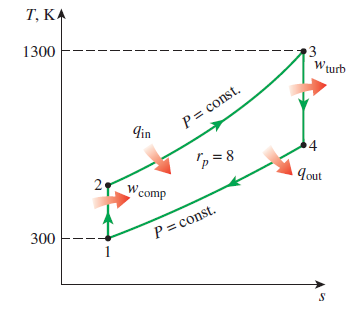 T, K
1300
3
w_turb
P = const.
q_in
r_p = 8
4
q_out
2
w_comp
P = const.
300
1
s